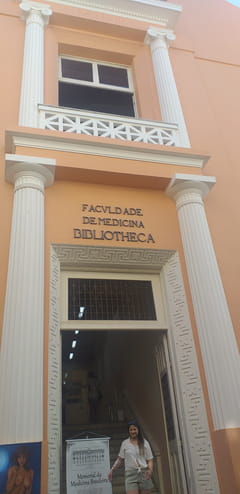 FACVLDADE
DE MEDICINA
BIBLIOTHECA
Memorial da
Medicina Brasileira